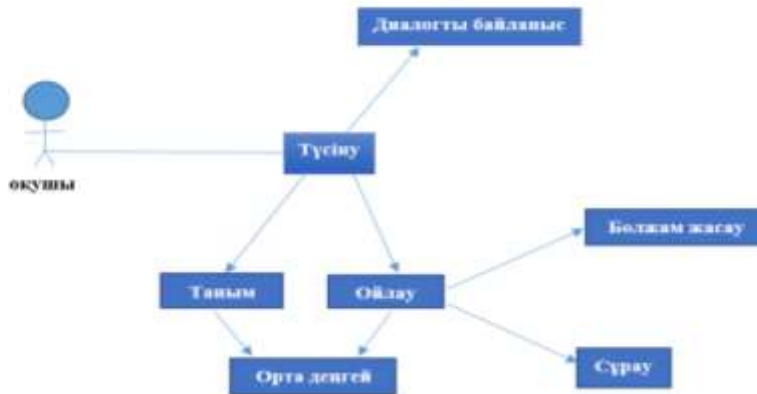 Диалогты байланыс
Түсіну
оқушы
Болжам жасау
Таным
Ойлау
Орта деңгей
Сұрау